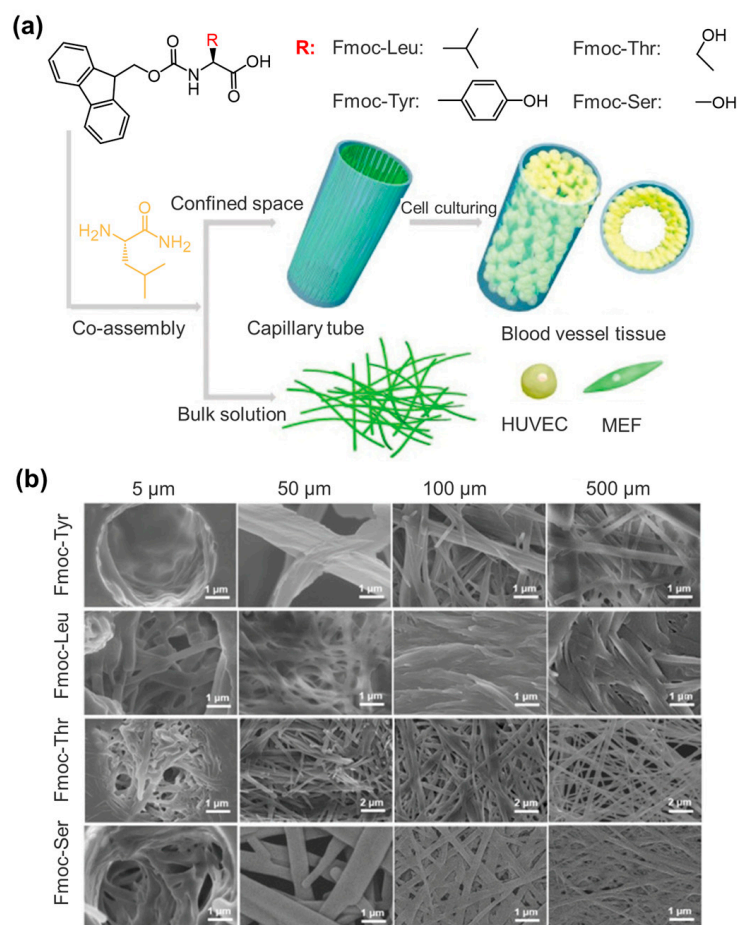 (a)
R: Fmoc-Leu: Fmoc-Thr: OH
R
O
O N H OH
O
Fmoc-Tyr: OH Fmoc-Ser: OH
Confined space
Cell culturing
O
H₂N NH₂
Co-assembly
Capillary tube
Blood vessel tissue
Bulk solution
HUVEC MEF
(b)
5 μm 50 μm 100 μm 500 μm
Fmoc-Tyr
1 μm 1 μm 1 μm 1 μm
Fmoc-Leu
1 μm 1 μm 1 μm 1 μm
Fmoc-Thr
1 μm 2 μm 2 μm 2 μm
Fmoc-Ser
1 μm 1 μm 1 μm 1 μm